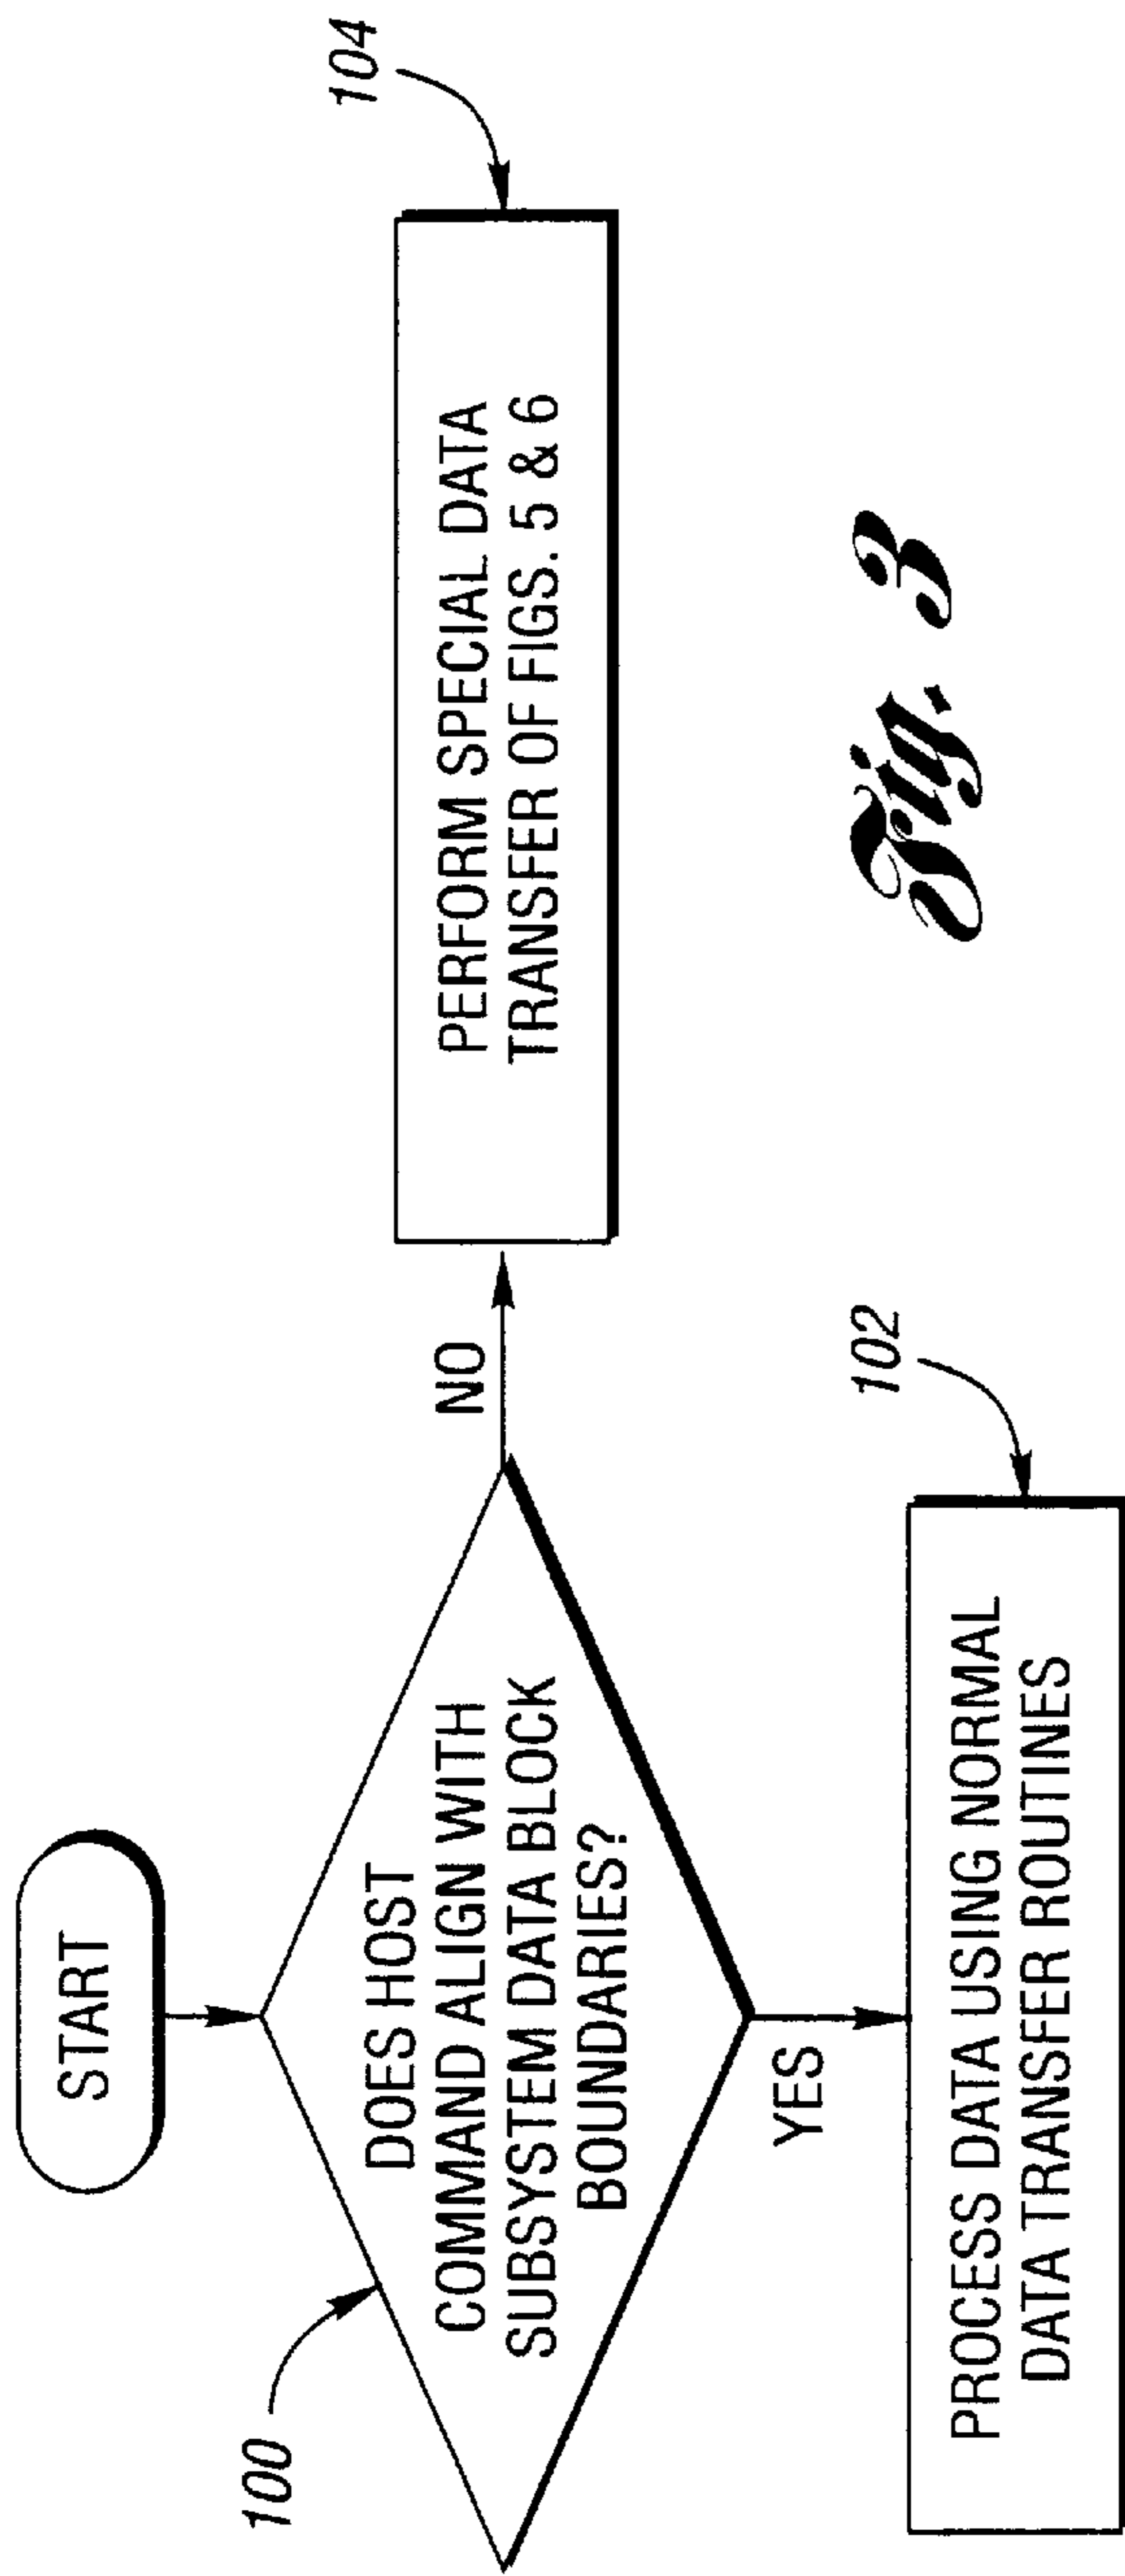 START
100
DOES HOST
COMMAND ALIGN WITH
SUBSYSTEM DATA BLOCK
BOUNDARIES?
NO
PERFORM SPECIAL DATA
TRANSFER OF FIGS. 5 & 6
104
YES
PROCESS DATA USING NORMAL
DATA TRANSFER ROUTINES
102
Fig. 3